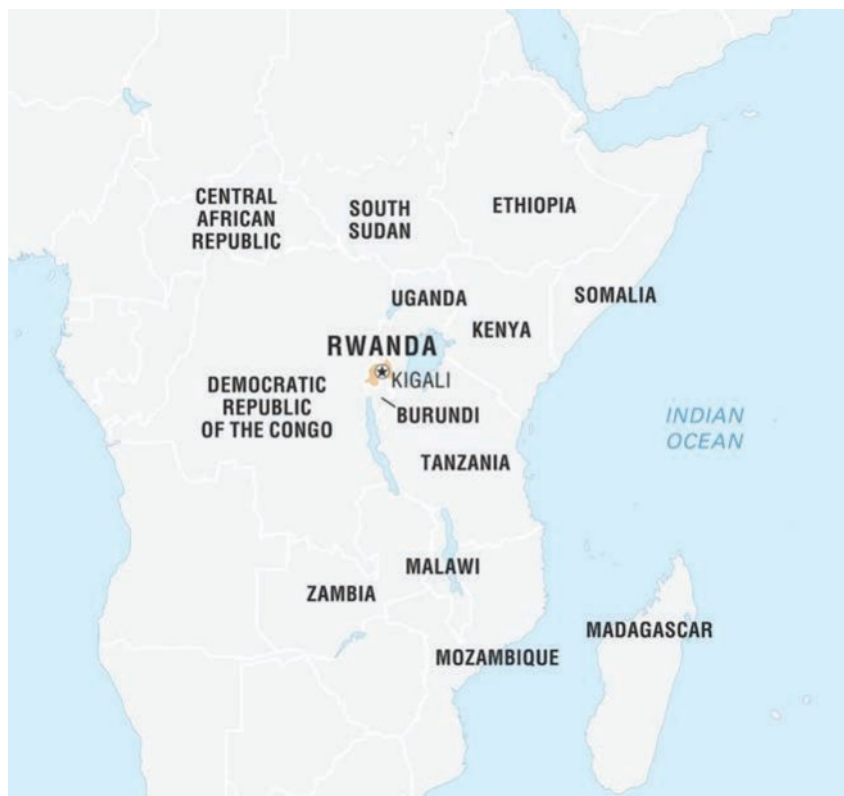 CENTRAL
AFRICAN
REPUBLIC
SOUTH
SUDAN
ETHIOPIA
UGANDA
SOMALIA
KENYA
RWANDA
KIGALI
DEMOCRATIC
REPUBLIC
OF THE CONGO
BURUNDI
INDIAN
OCEAN
TANZANIA
MALAWI
ZAMBIA
MADAGASCAR
MOZAMBIQUE